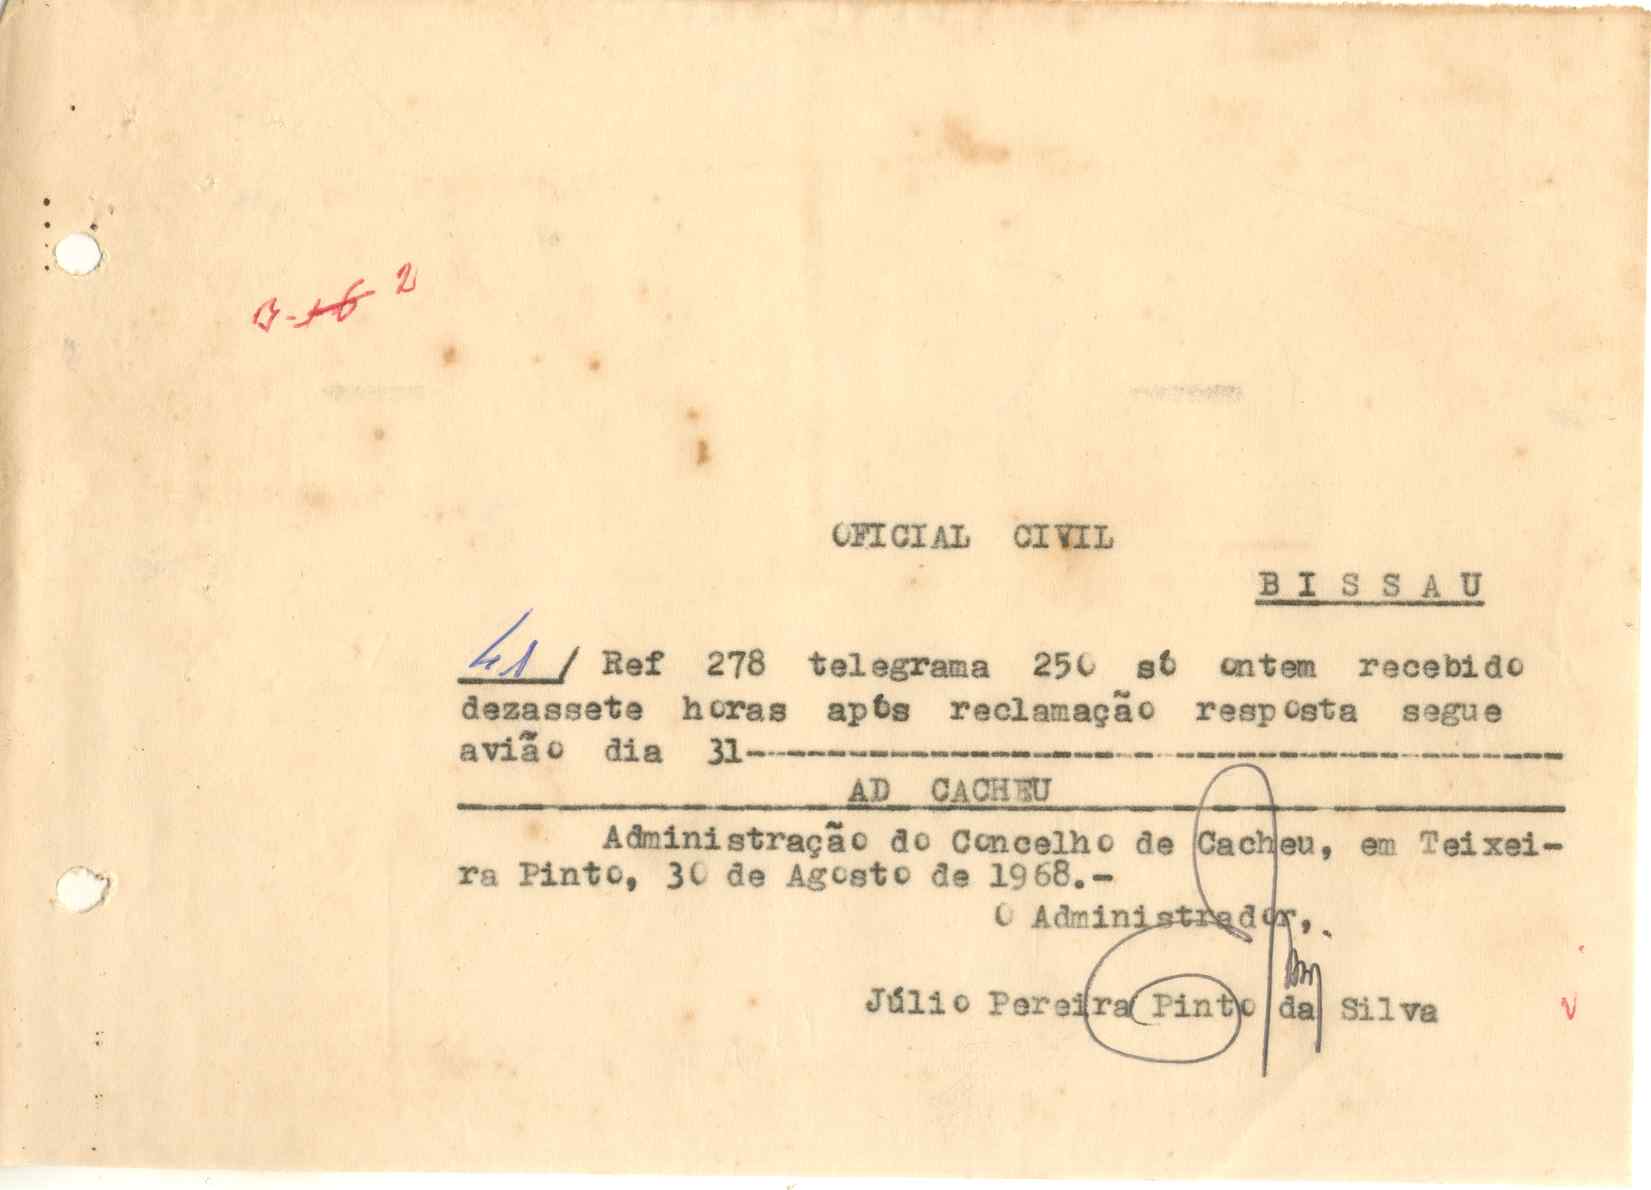 B-16 2
OFICIAL CIVIL
B I S S A U
41/ Ref 278 telegrama 250 só ontem recebido
dezassete horas após reclamação resposta segue
avião dia 31---
AD CACHEU
Administração do Concelho de Cacheu, em Teixei-
ra Pinto, 30 de Agosto de 1968.-
O Administrador,
Júlio Pereira Pinto da Silva